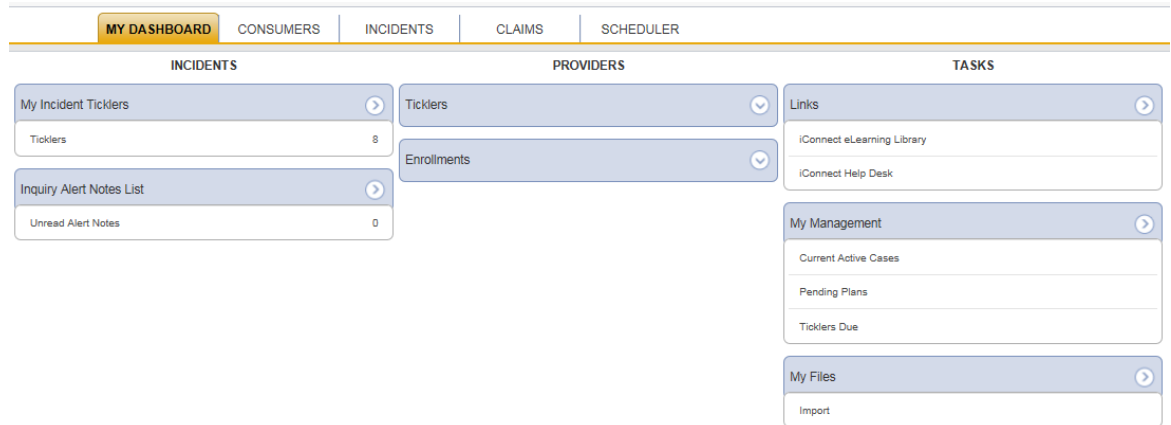 MY DASHBOARD CONSUMERS INCIDENTS CLAIMS SCHEDULER
INCIDENTS
My Incident Ticklers
Ticklers 8
Inquiry Alert Notes List
Unread Alert Notes 0
PROVIDERS
Ticklers
Enrollments
TASKS
Links
iConnect eLearning Library
iConnect Help Desk
My Management
Current Active Cases
Pending Plans
Ticklers Due
My Files
Import